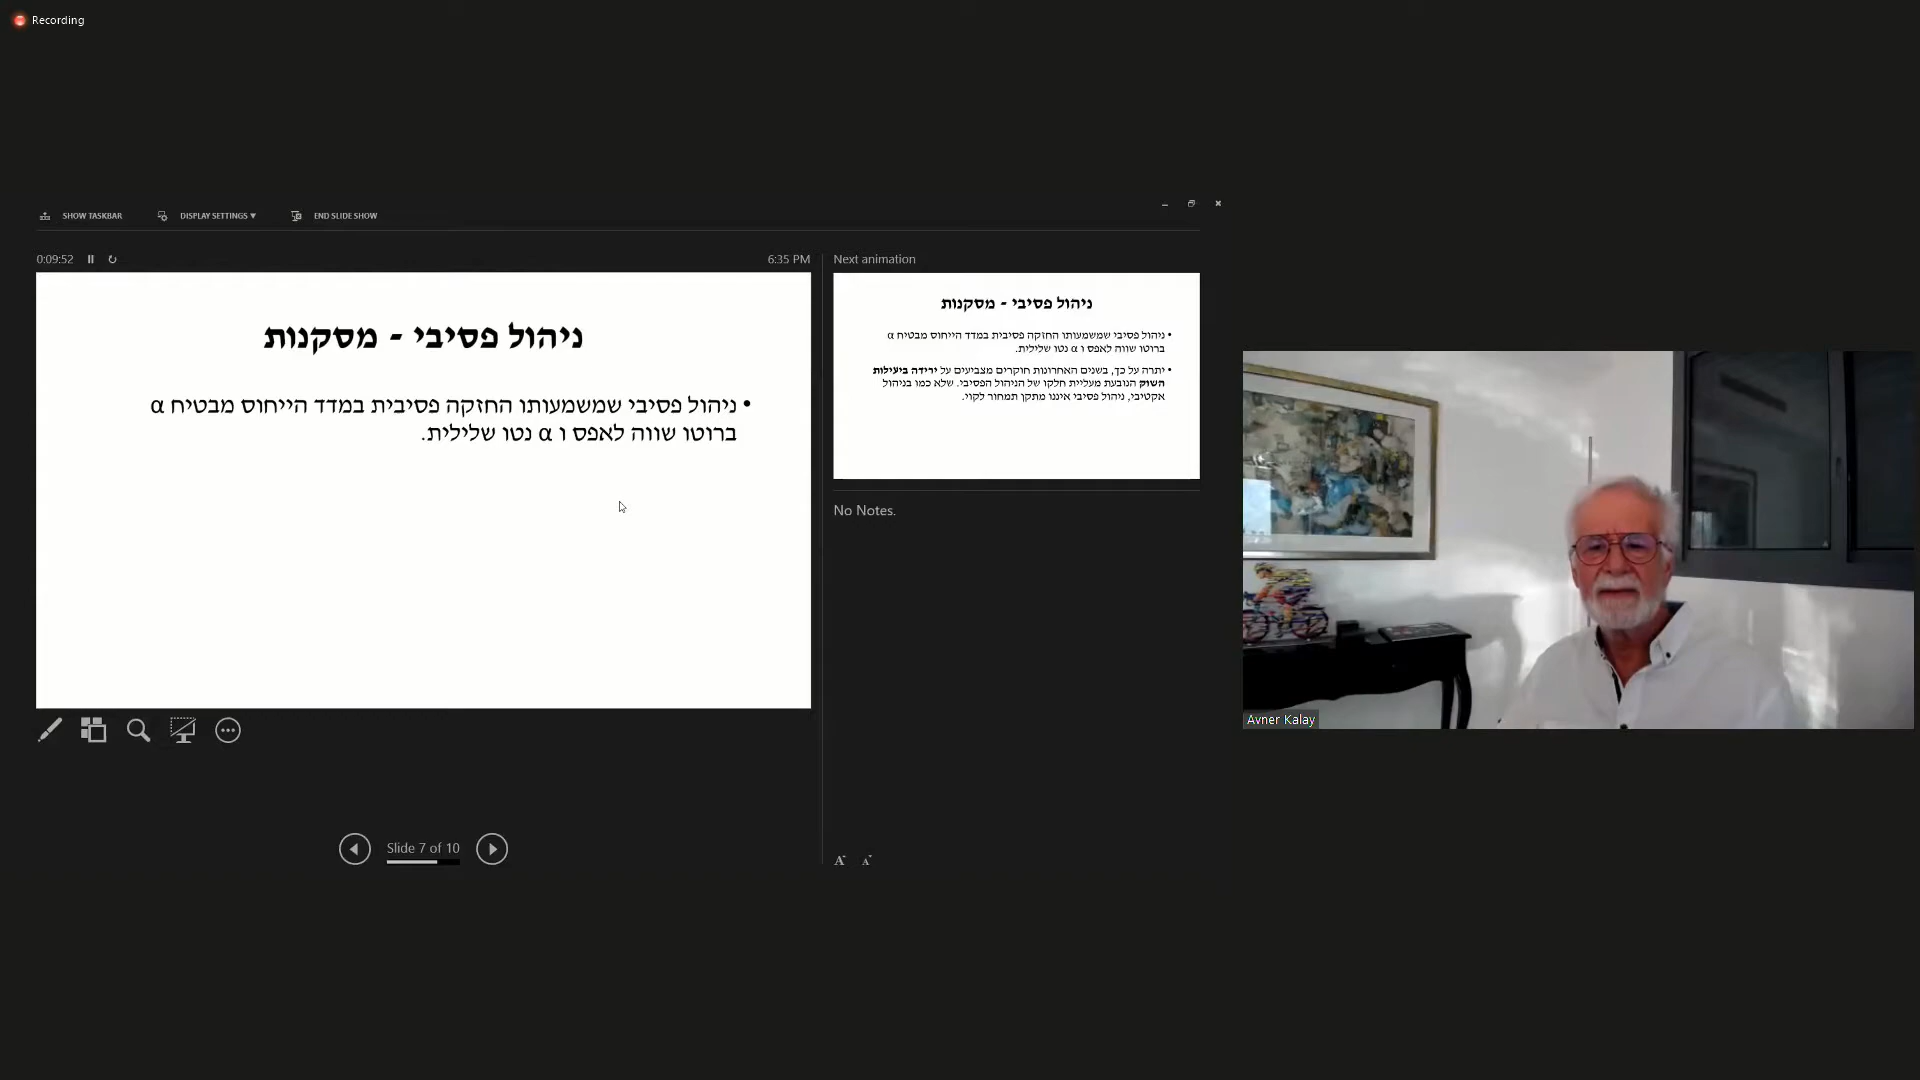 Recording
SHOW TASKBAR
DISPLAY SETTINGS ▾
END SLIDE SHOW
0:09:52
6:35 PM
ניהול פסיבי - מסקנות
• ניהול פסיבי שמשמעותו החזקה פסיבית במדד הייחוס מבטיח α
ברוטו שווה לאפס ו α נטו שלילית.
Slide 7 of 10
Next animation
ניהול פסיבי - מסקנות
• ניהול פסיבי שמשמעותו החזקה פסיבית במדד הייחוס מבטיח α
ברוטו שווה לאפס ו α נטו שלילית.
• יתרה על כך, בשנים האחרונות חוקרים מצביעים על ירידה ביעילות
השוק הנובעת מעליית חלקו של הניהול הפסיבי. שלא כמו בניהול
אקטיבי, ניהול פסיבי איננו מתקן תמחור לקוי.
No Notes.
A A
Avner Kalay